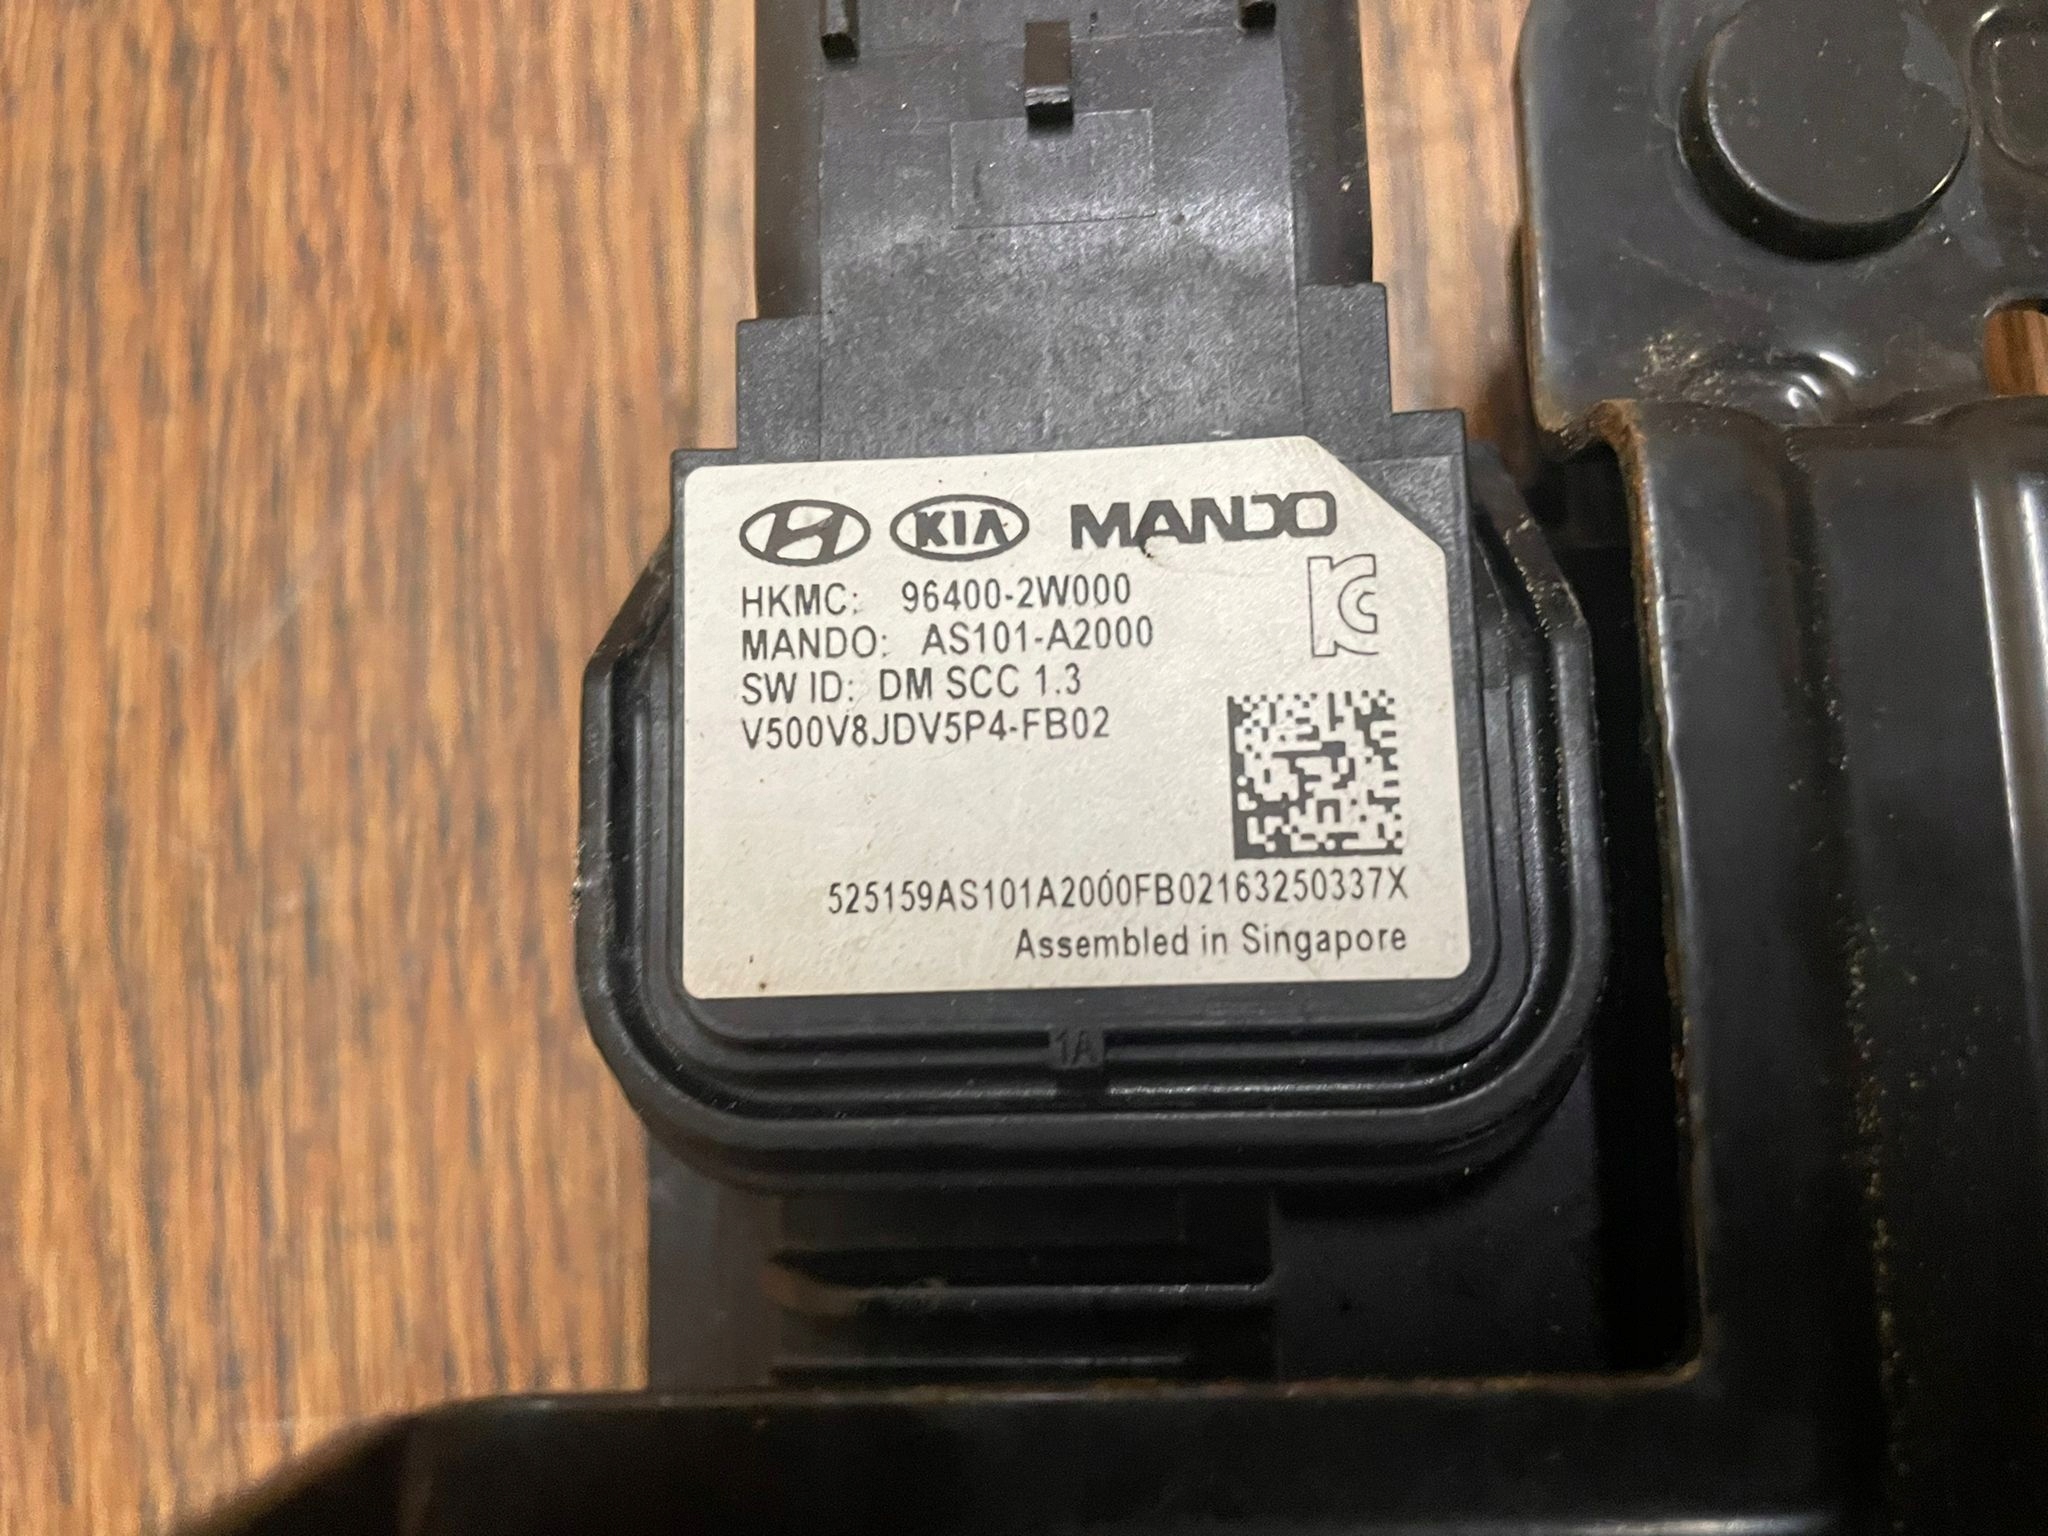 KIA MANDO
HKMC: 96400-2W000
MANDO: AS101-A2000
SW ID: DM SCC 1.3
V500V8JDV5P4-FB02
525159AS101A2000FB02163250337X
Assembled in Singapore
1A